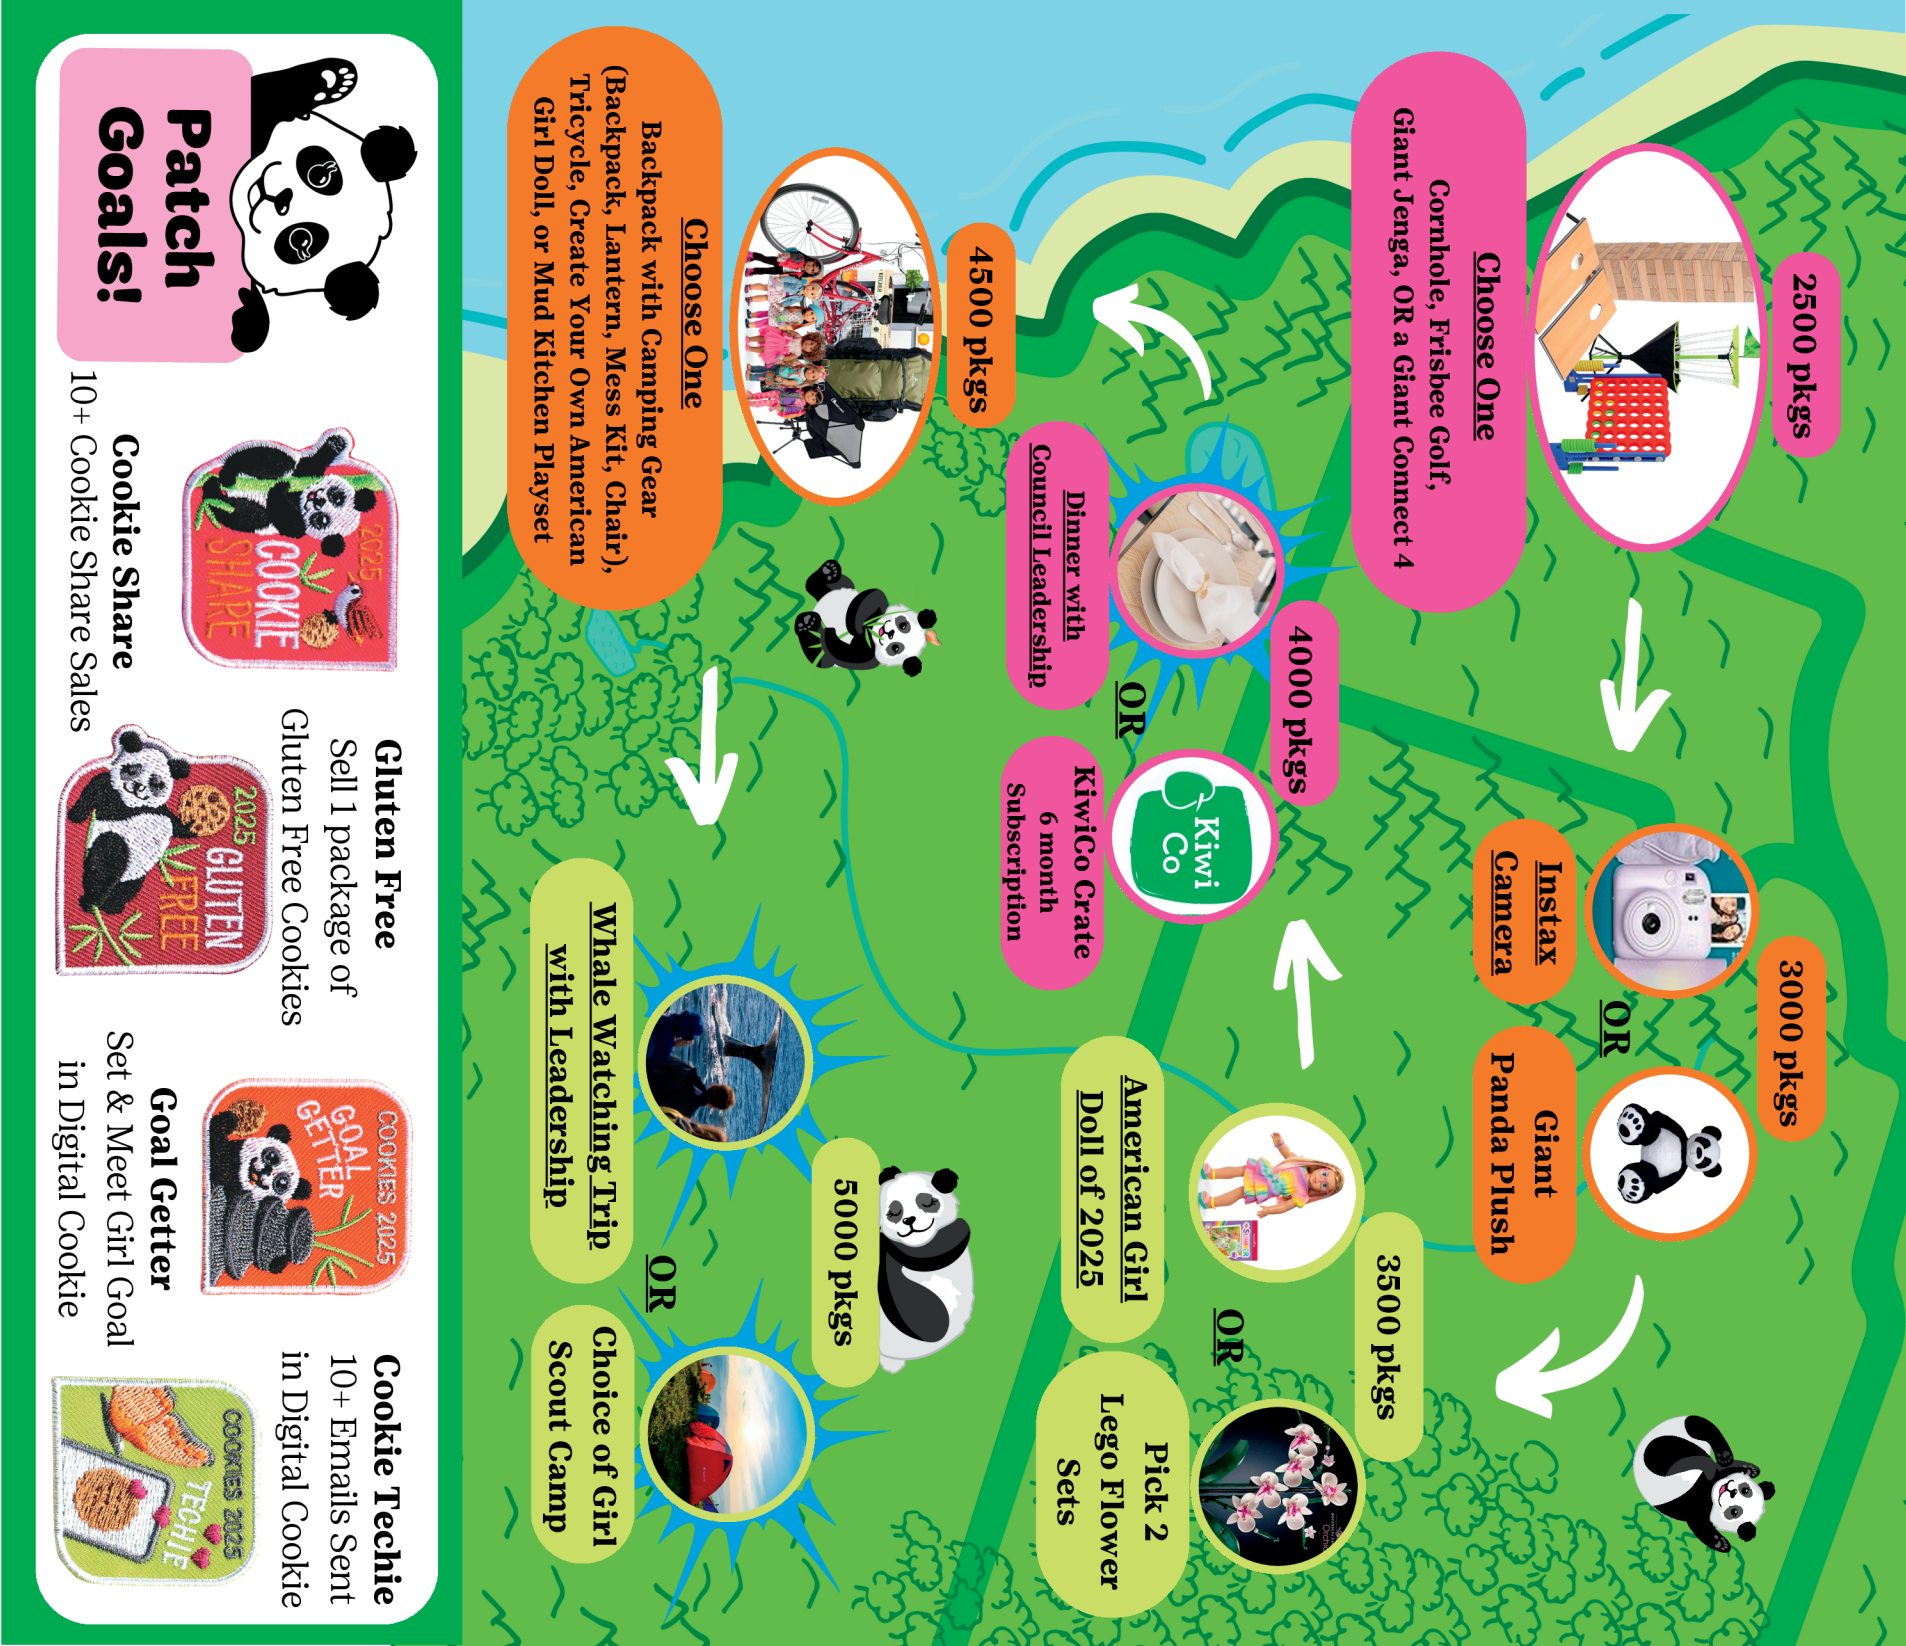 2500 pkgs
Choose One
Cornhole, Frisbee Golf,
Giant Jenga, OR a Giant Connect 4
3000 pkgs
Instax
Camera
OR
Giant
Panda Plush
3500 pkgs
American Girl
Doll of 2025
OR
Pick 2
Lego Flower
Sets
4000 pkgs
Dinner with
Council Leadership
OR
Kiwi
Co
KiwiCo Crate
6 month
Subscription
4500 pkgs
Choose One
Backpack with Camping Gear
(Backpack, Lantern, Mess Kit, Chair),
Tricycle, Create Your Own American
Girl Doll, or Mud Kitchen Playset
5000 pkgs
Whale Watching Trip
with Leadership
OR
Choice of Girl
Scout Camp
Patch
Goals!
2025
COOKIE
SHARE
Cookie Share
10+ Cookie Share Sales
Gluten Free
Sell 1 package of
Gluten Free Cookies
2025
GLUTEN
FREE
COOKIES 2025
GOAL
GETTER
Goal Getter
Set & Meet Girl Goal
in Digital Cookie
Cookie Techie
10+ Emails Sent
in Digital Cookie
COOKIES 2025
TECHIE